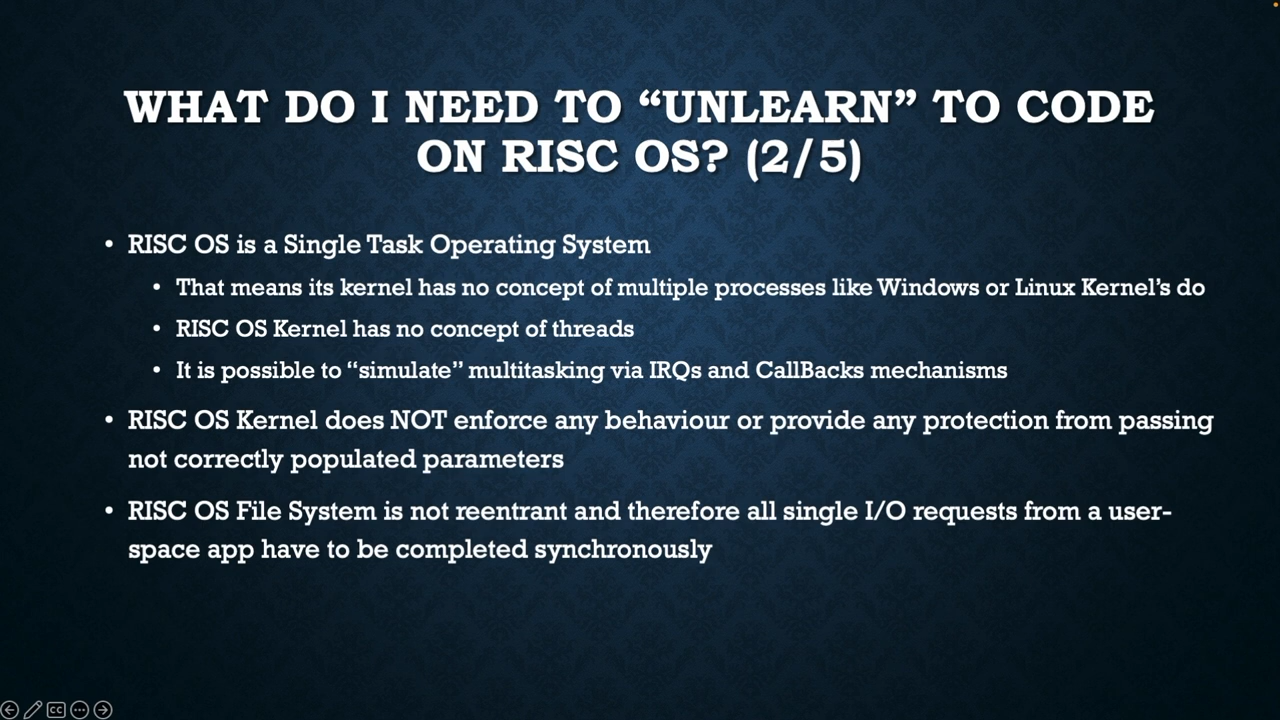 WHAT DO I NEED TO “UNLEARN” TO CODE
ON RISC OS? (2/5)
• RISC OS is a Single Task Operating System
• That means its kernel has no concept of multiple processes like Windows or Linux Kernel’s do
• RISC OS Kernel has no concept of threads
• It is possible to “simulate” multitasking via IRQs and CallBacks mechanisms
• RISC OS Kernel does NOT enforce any behaviour or provide any protection from passing
not correctly populated parameters
• RISC OS File System is not reentrant and therefore all single I/O requests from a user-
space app have to be completed synchronously
CC